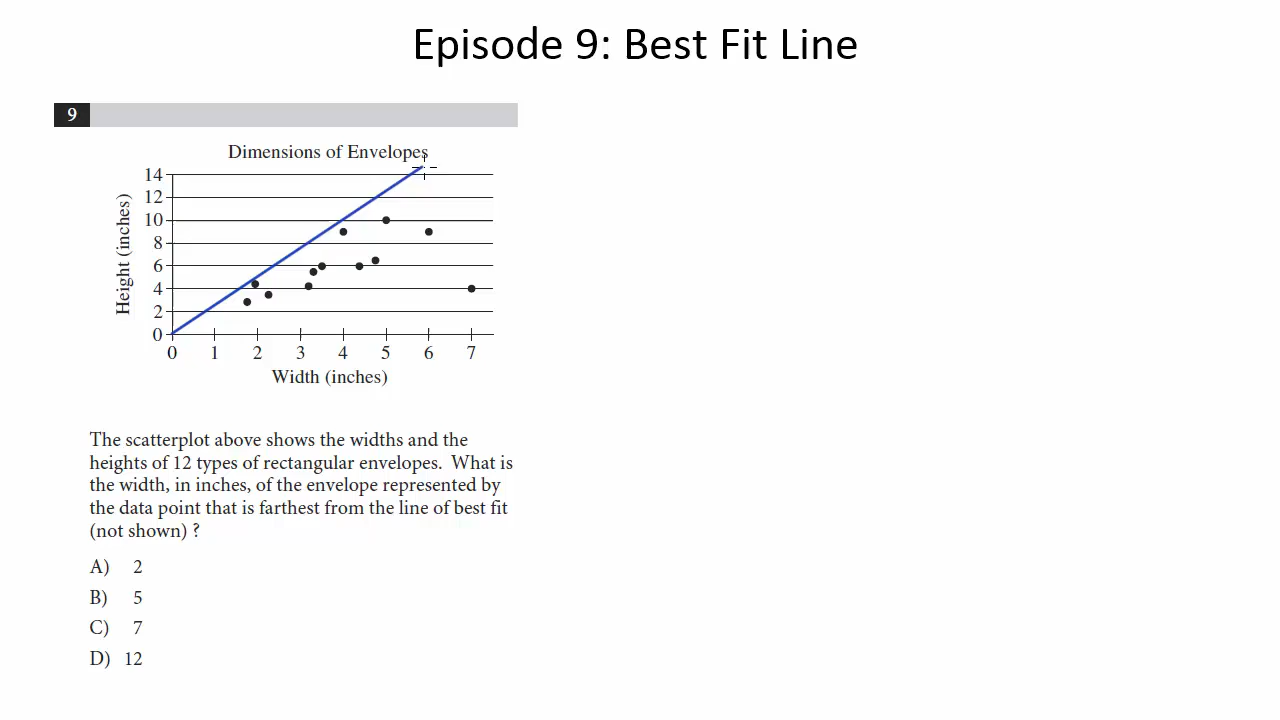 Episode 9: Best Fit Line
9
Dimensions of Envelopes
Height (inches)
14
12
10
8
6
4
2
0
0 1 2 3 4 5 6 7
Width (inches)
The scatterplot above shows the widths and the
heights of 12 types of rectangular envelopes. What is
the width, in inches, of the envelope represented by
the data point that is farthest from the line of best fit
(not shown) ?
A) 2
B) 5
C) 7
D) 12